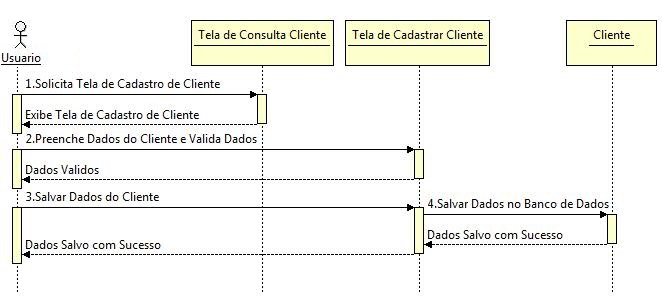 Usuario
Tela de Consulta Cliente
Tela de Cadastrar Cliente
Cliente
1.Solicita Tela de Cadastro de Cliente
Exibe Tela de Cadastro de Cliente
2.Preenche Dados do Cliente e Valida Dados
Dados Validos
3.Salvar Dados do Cliente
4.Salvar Dados no Banco de Dados
Dados Salvo com Sucesso
Dados Salvo com Sucesso